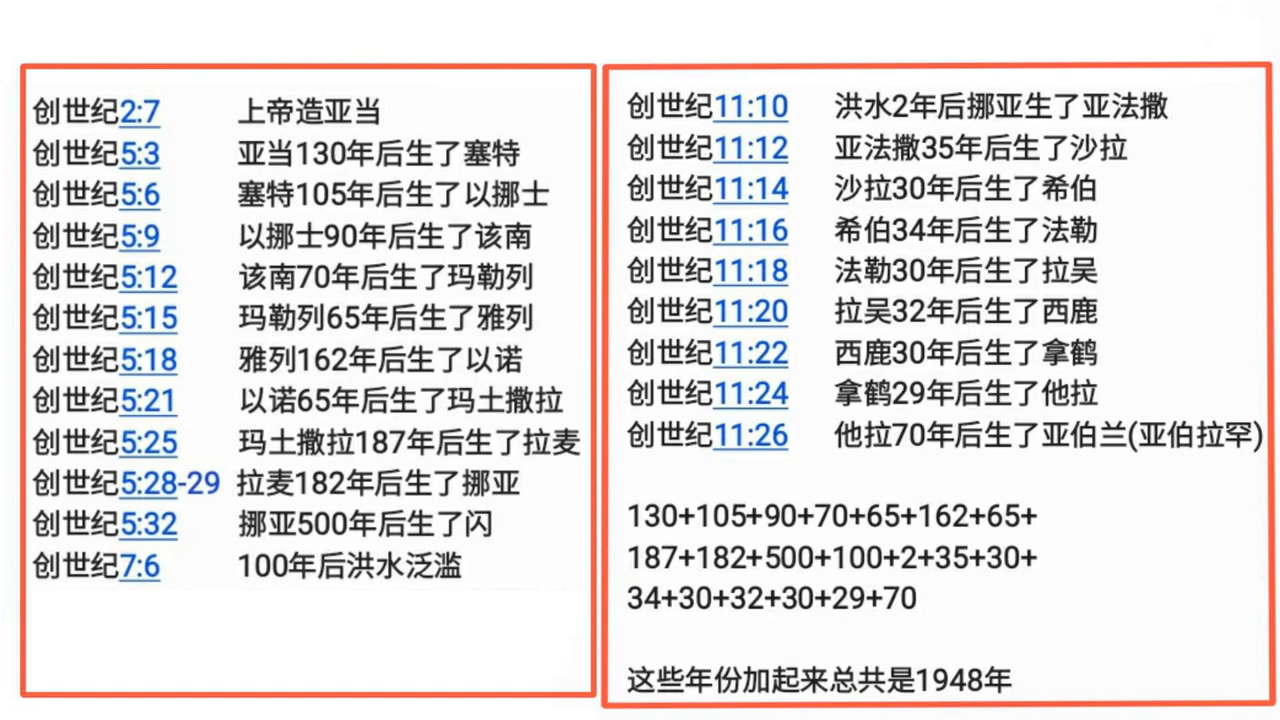 创世纪2:7 上帝造亚当
创世纪5:3 亚当130年后生了塞特
创世纪5:6 塞特105年后生了以挪士
创世纪5:9 以挪士90年后生了该南
创世纪5:12 该南70年后生了玛勒列
创世纪5:15 玛勒列65年后生了雅列
创世纪5:18 雅列162年后生了以诺
创世纪5:21 以诺65年后生了玛土撒拉
创世纪5:25 玛土撒拉187年后生了拉麦
创世纪5:28-29 拉麦182年后生了挪亚
创世纪5:32 挪亚500年后生了闪
创世纪7:6 100年后洪水泛滥
创世纪11:10 洪水2年后挪亚生了亚法撒
创世纪11:12 亚法撒35年后生了沙拉
创世纪11:14 沙拉30年后生了希伯
创世纪11:16 希伯34年后生了法勒
创世纪11:18 法勒30年后生了拉吴
创世纪11:20 拉吴32年后生了西鹿
创世纪11:22 西鹿30年后生了拿鹤
创世纪11:24 拿鹤29年后生了他拉
创世纪11:26 他拉70年后生了亚伯兰(亚伯拉罕)
130+105+90+70+65+162+65+
187+182+500+100+2+35+30+
34+30+32+30+29+70
这些年份加起来总共是1948年